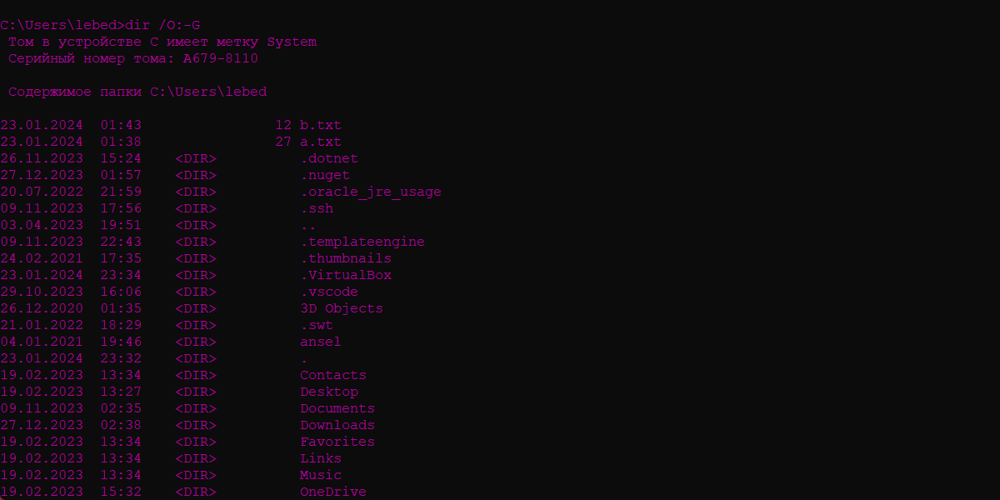 C:\Users\lebed>dir /O:-G
Том в устройстве C имеет метку System
Серийный номер тома: A679-8110
Содержимое папки C:\Users\lebed
23.01.2024  01:43                12 b.txt
23.01.2024  01:38                27 a.txt
26.11.2023  15:24    <DIR>          .dotnet
27.12.2023  01:57    <DIR>          .nuget
20.07.2022  21:59    <DIR>          .oracle_jre_usage
09.11.2023  17:56    <DIR>          .ssh
03.04.2023  19:51    <DIR>          ..
09.11.2023  22:43    <DIR>          .templateengine
24.02.2021  17:35    <DIR>          .thumbnails
23.01.2024  23:34    <DIR>          .VirtualBox
29.10.2023  16:06    <DIR>          .vscode
26.12.2020  01:35    <DIR>          3D Objects
21.01.2022  18:29    <DIR>          .swt
04.01.2021  19:46    <DIR>          ansel
23.01.2024  23:32    <DIR>          .
19.02.2023  13:34    <DIR>          Contacts
19.02.2023  13:27    <DIR>          Desktop
09.11.2023  02:35    <DIR>          Documents
27.12.2023  02:38    <DIR>          Downloads
19.02.2023  13:34    <DIR>          Favorites
19.02.2023  13:34    <DIR>          Links
19.02.2023  13:34    <DIR>          Music
19.02.2023  15:32    <DIR>          OneDrive